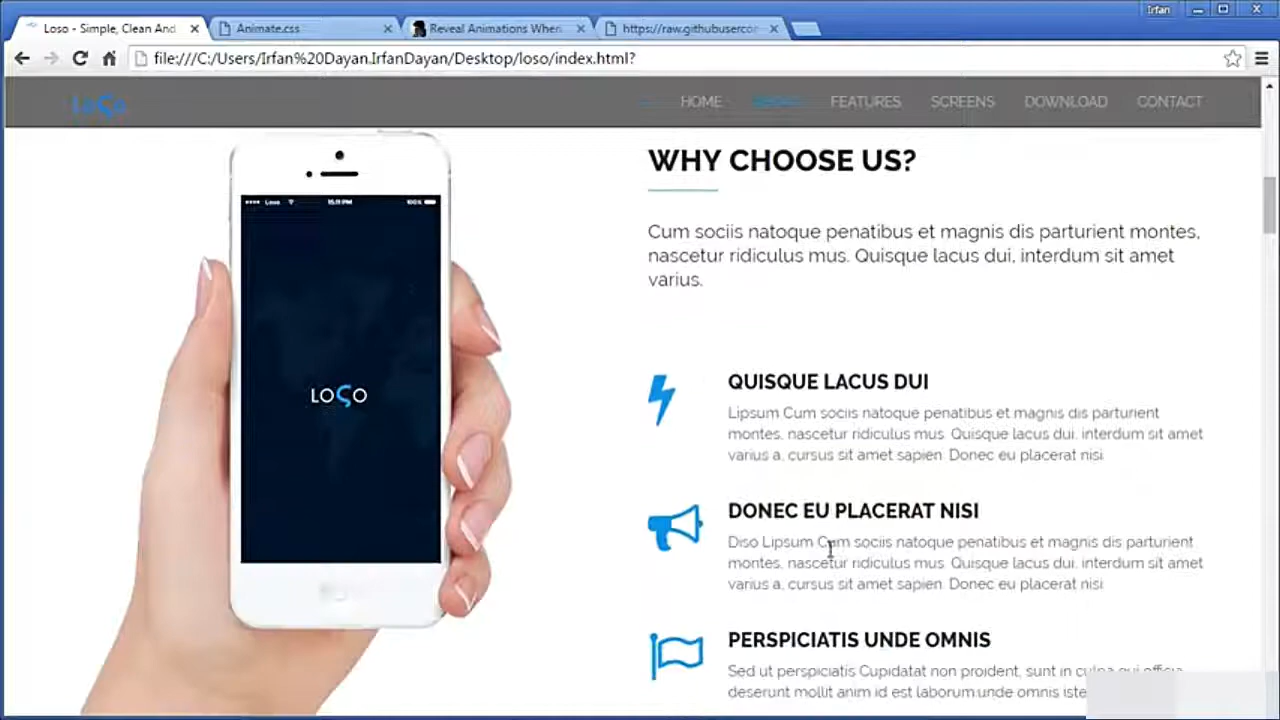 Irfan
Loso - Simple, Clean And
Animate.css
Reveal Animations When
https://raw.githubusercor
file:///C:/Users/Irfan%20Dayan.IrfanDayan/Desktop/loso/index.html?
LoSo
HOME
FEATURES
SCREENS
DOWNLOAD
CONTACT
Loso
15:11 PM
100%
LOSO
WHY CHOOSE US?
Cum sociis natoque penatibus et magnis dis parturient montes,
nascetur ridiculus mus. Quisque lacus dui, interdum sit amet
varius.
QUISQUE LACUS DUI
Lipsum Cum sociis natoque penatibus et magnis dis parturient
montes, nascetur ridiculus mus. Quisque lacus dui, interdum sit amet
varius a, cursus sit amet sapien. Donec eu placerat nisi
DONEC EU PLACERAT NISI
Diso Lipsum Cum sociis natoque penatibus et magnis dis parturient
montes, nascetur ridiculus mus. Quisque lacus dui, interdum sit amet
varius a, cursus sit amet sapien. Donec eu placerat nisi
PERSPICIATIS UNDE OMNIS
Sed ut perspiciatis Cupidatat non proident, sunt in culpa qui officia
deserunt mollit anim id est laborum.unde omnis iste